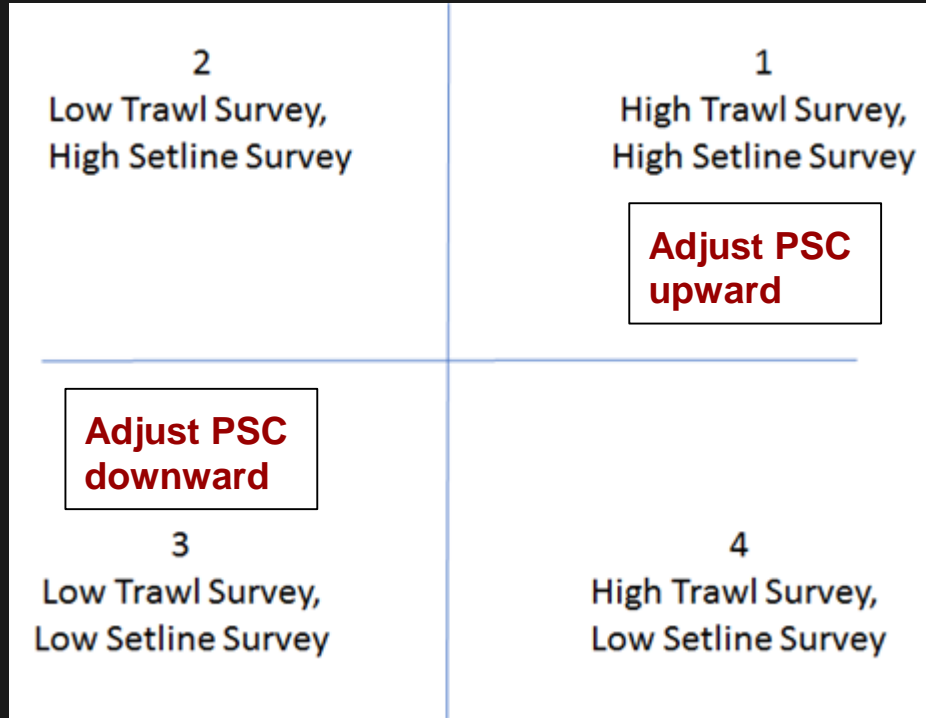 2
Low Trawl Survey,
High Setline Survey
1
High Trawl Survey,
High Setline Survey
Adjust PSC
upward
Adjust PSC
downward
3
Low Trawl Survey,
Low Setline Survey
4
High Trawl Survey,
Low Setline Survey